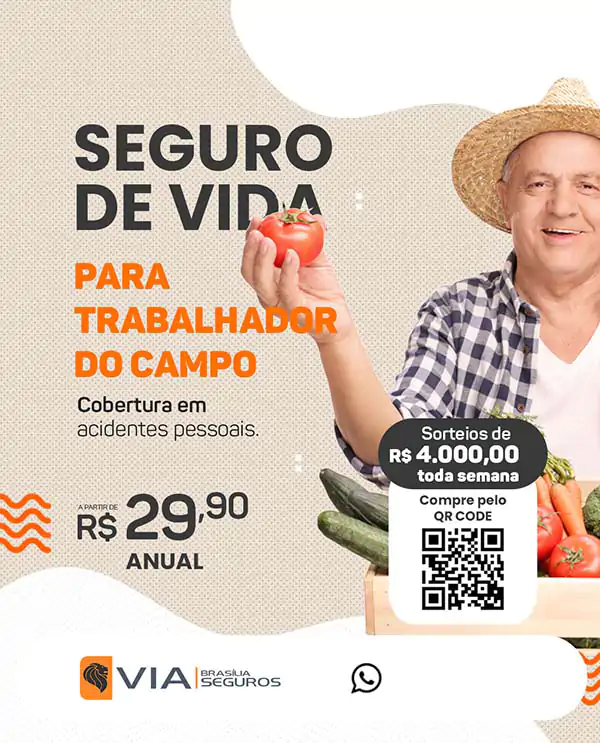 SEGURO
DE VIDA
PARA
TRABALHADOR
DO CAMPO
Cobertura em
acidentes pessoais.
A PARTIR DE
R$ 29,90
ANUAL
Sorteios de
R$ 4.000,00
toda semana
Compre pelo
QR CODE
VIA BRASÍLIA
SEGUROS